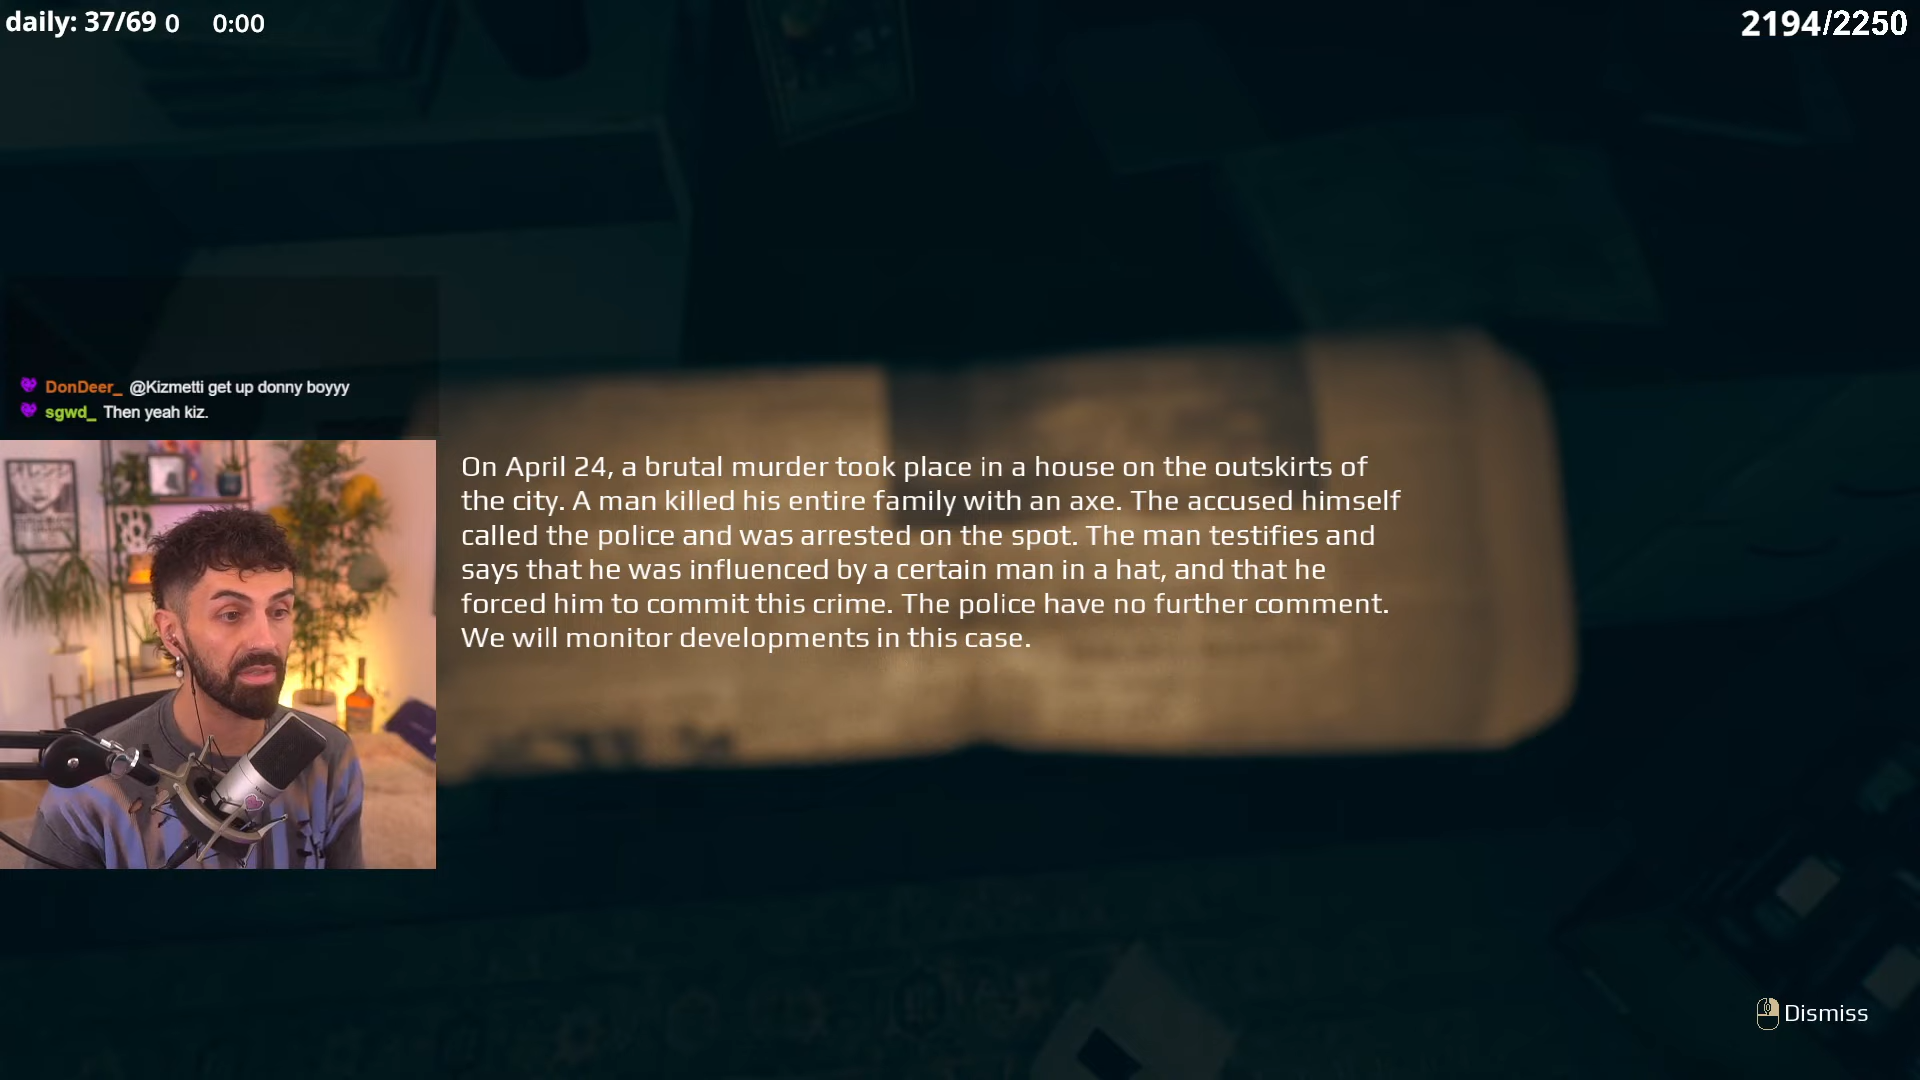 daily: 37/69 0 0:00
2194/2250
DonDeer_ @Kizmetti get up donny boyyy
sgwd_ Then yeah kiz.
On April 24, a brutal murder took place in a house on the outskirts of
the city. A man killed his entire family with an axe. The accused himself
called the police and was arrested on the spot. The man testifies and
says that he was influenced by a certain man in a hat, and that he
forced him to commit this crime. The police have no further comment.
We will monitor developments in this case.
Dismiss